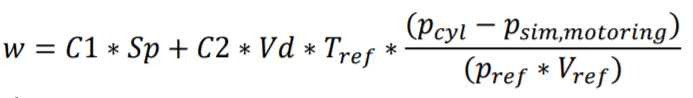 w = C1 * Sp + C2 * Vd * T_ref * (p_cyl − p_sim,motoring) / (p_ref * V_ref)